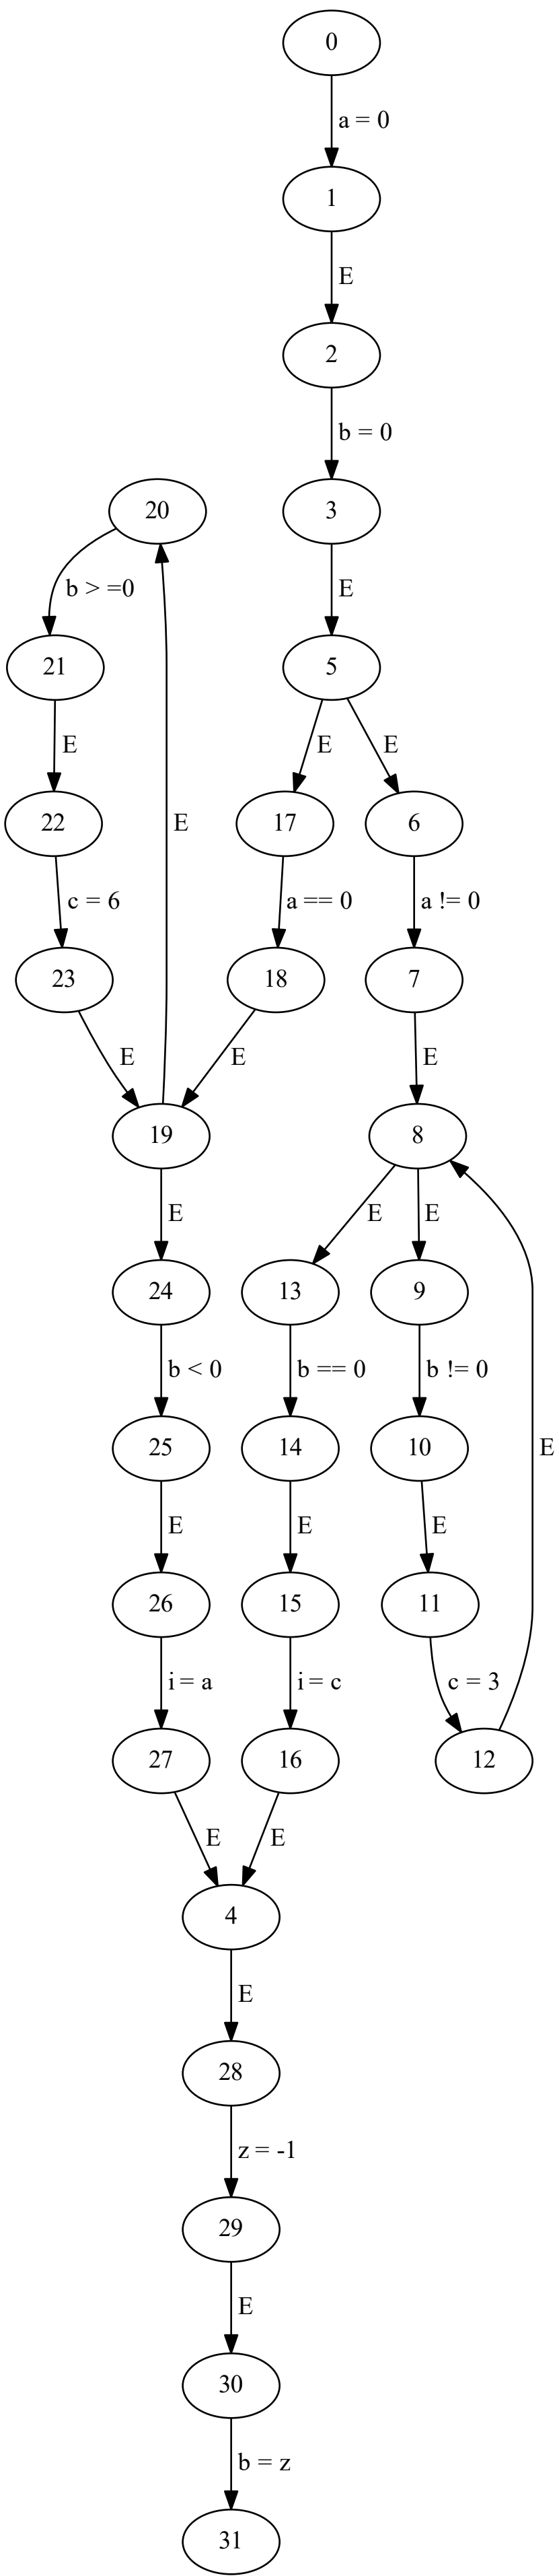 0
a = 0
1
E
2
b = 0
20
3
b > =0
E
21
5
E
E
E
22
E
17
6
c = 6
a == 0
a != 0
23
18
7
E
E
E
19
8
E
E
E
24
13
9
b < 0
b == 0
b != 0
25
14
10
E
E
E
E
26
15
11
i = a
i = c
c = 3
27
16
12
E
E
4
E
28
z = -1
29
E
30
b = z
31